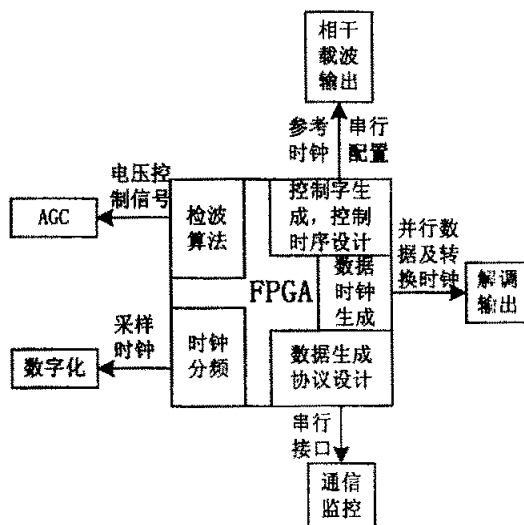 相干
载波
输出
参考
时钟
串行
配置
电压控
制信号
AGC
检波
算法
控制字生
成，控制
时序设计
并行数
据及转
换时钟
FPGA
数据
时钟
生成
解调
输出
采样
时钟
数字化
时钟
分频
数据生成
协议设计
串行
接口
通信
监控